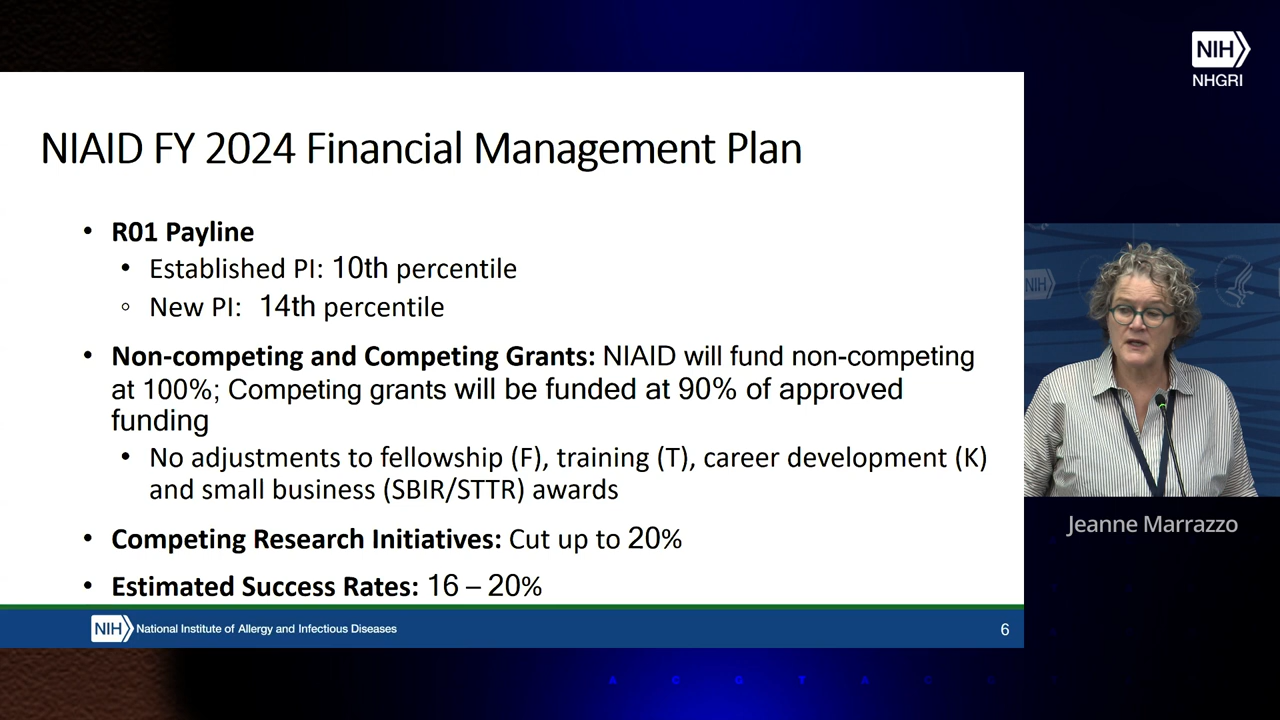 NIH
NHGRI
NIAID FY 2024 Financial Management Plan
• R01 Payline
• Established PI: 10th percentile
◦ New PI: 14th percentile
• Non-competing and Competing Grants: NIAID will fund non-competing
at 100%; Competing grants will be funded at 90% of approved
funding
• No adjustments to fellowship (F), training (T), career development (K)
and small business (SBIR/STTR) awards
• Competing Research Initiatives: Cut up to 20%
• Estimated Success Rates: 16 – 20%
NIH National Institute of Allergy and Infectious Diseases
6
NIH
Jeanne Marrazzo
A C G T A C